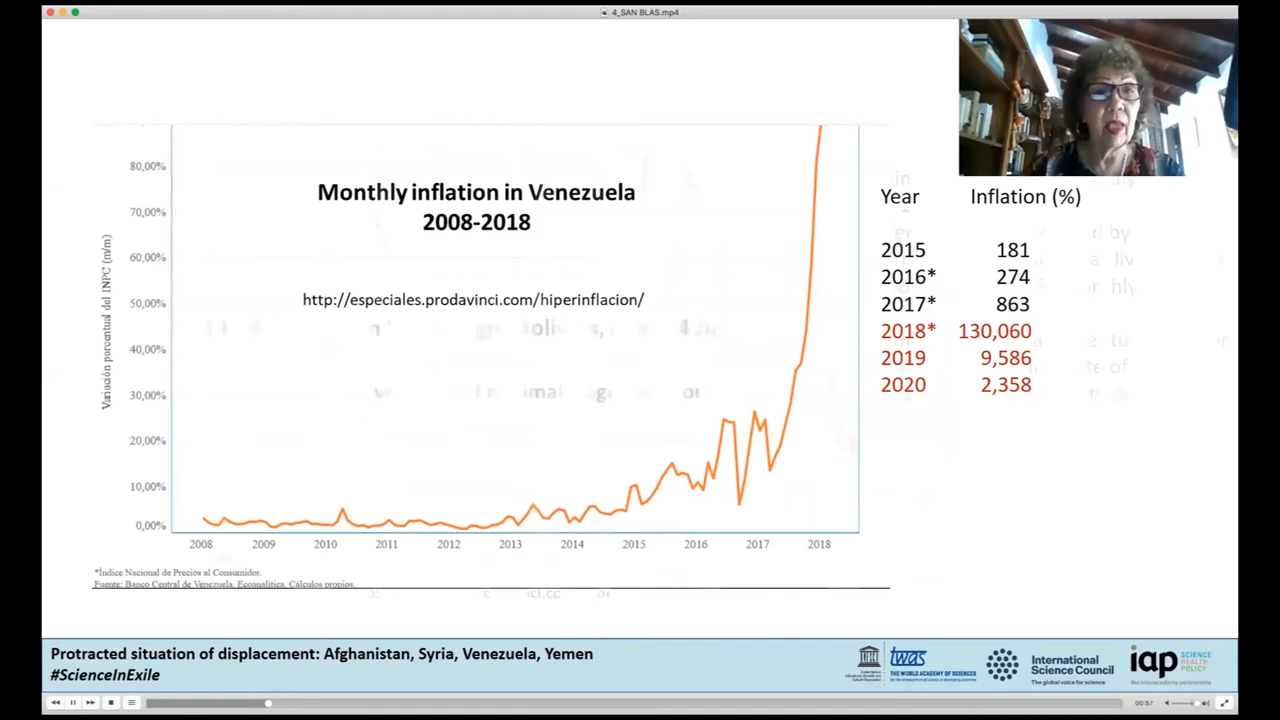 4_SAN BLAS.mp4
80,00%
70,00%
60,00%
50,00%
40,00%
30,00%
20,00%
10,00%
0,00%
Variación porcentual del INPC (m/m)
Monthly inflation in Venezuela
2008-2018
http://especiales.prodavinci.com/hiperinflacion/
2008 2009 2010 2011 2012 2013 2014 2015 2016 2017 2018
*Índice Nacional de Precios al Consumidor.
Fuente: Banco Central de Venezuela, Ecoanalítica, Cálculos propios.
Year Inflation (%)
2015 181
2016* 274
2017* 863
2018* 130,060
2019 9,586
2020 2,358
Protracted situation of displacement: Afghanistan, Syria, Venezuela, Yemen
#ScienceInExile
twas
THE WORLD ACADEMY OF SCIENCES
International
Science Council
The global voice for science
iap SCIENCE
HEALTH
POLICY
the interacademy partnership
00:57